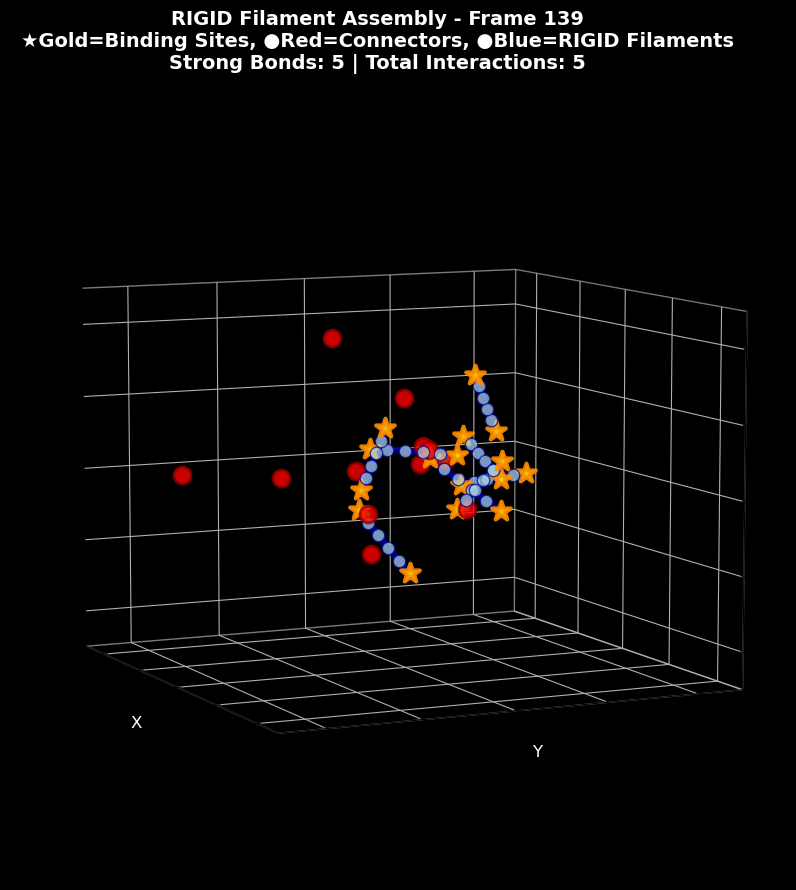 RIGID Filament Assembly - Frame 139
★Gold=Binding Sites, ●Red=Connectors, ●Blue=RIGID Filaments
Strong Bonds: 5 | Total Interactions: 5
X
Y